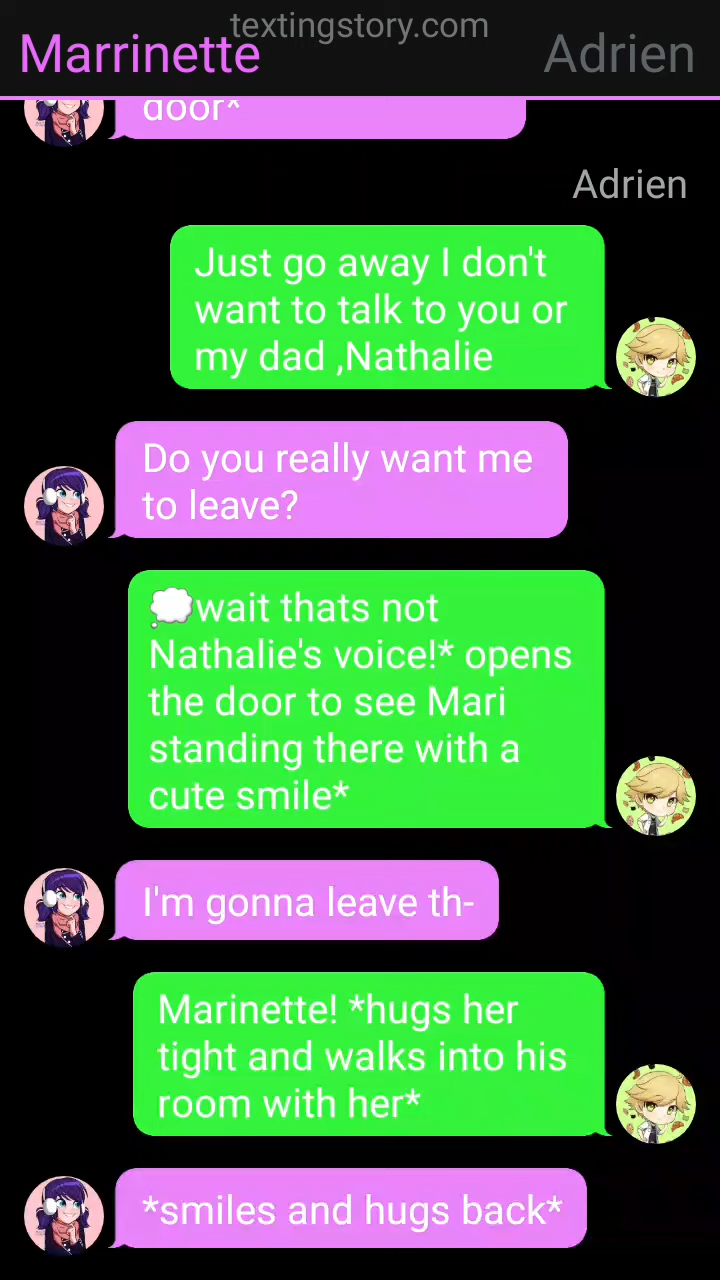 textingstory.com
Marrinette
Adrien
door*
Adrien
Just go away I don't
want to talk to you or
my dad ,Nathalie
Do you really want me
to leave?
💭wait thats not
Nathalie's voice!* opens
the door to see Mari
standing there with a
cute smile*
I'm gonna leave th-
Marinette! *hugs her
tight and walks into his
room with her*
*smiles and hugs back*